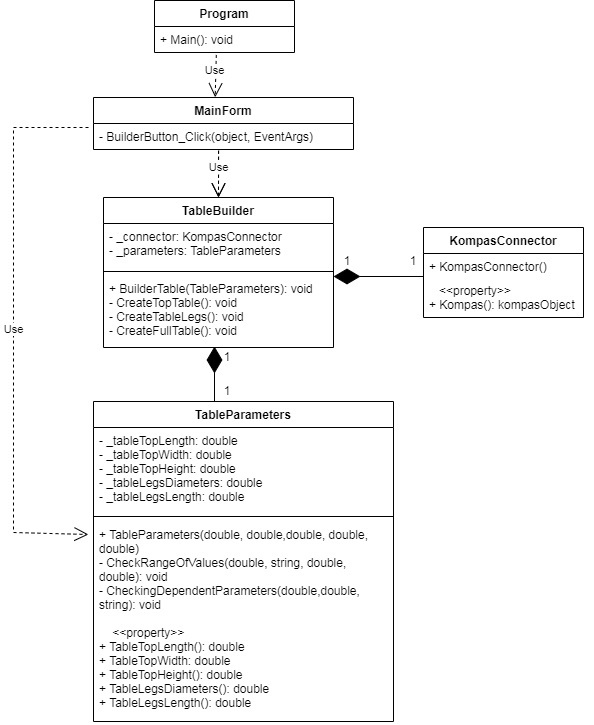 Program
+ Main(): void
Use
MainForm
- BuilderButton_Click(object, EventArgs)
Use
TableBuilder
- _connector: KompasConnector
- _parameters: TableParameters
+ BuilderTable(TableParameters): void
- CreateTopTable(): void
- CreateTableLegs(): void
- CreateFullTable(): void
1
1
KompasConnector
+ KompasConnector()
<<property>>
+ Kompas(): kompasObject
Use
1
1
TableParameters
- _tableTopLength: double
- _tableTopWidth: double
- _tableTopHeight: double
- _tableLegsDiameters: double
- _tableLegsLength: double
+ TableParameters(double, double,double, double,
double)
- CheckRangeOfValues(double, string, double,
double): void
- CheckingDependentParameters(double,double,
string): void
<<property>>
+ TableTopLength(): double
+ TableTopWidth: double
+ TableTopHeight(): double
+ TableLegsDiameters(): double
+ TableLegsLength(): double